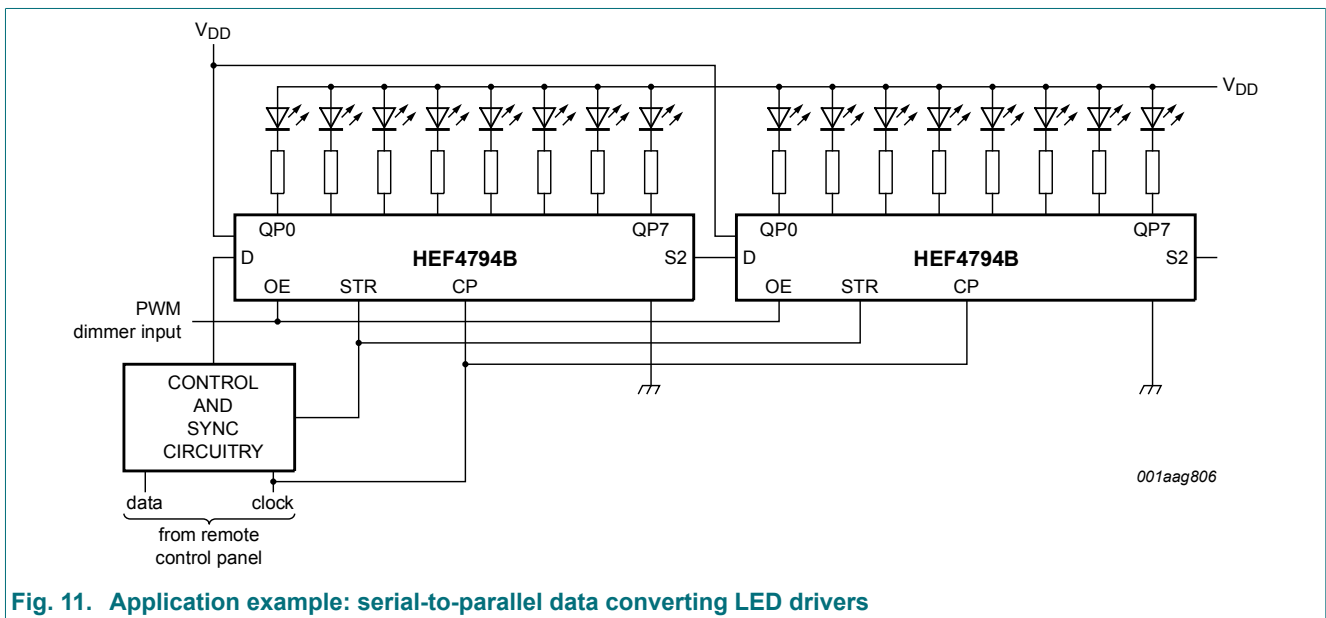 VDD
VDD
QP0 QP7 QP0 QP7
D HEF4794B S2 D HEF4794B S2
OE STR CP OE STR CP
PWM
dimmer input
CONTROL
AND
SYNC
CIRCUITRY
data clock
from remote
control panel
001aag806
Fig. 11. Application example: serial-to-parallel data converting LED drivers